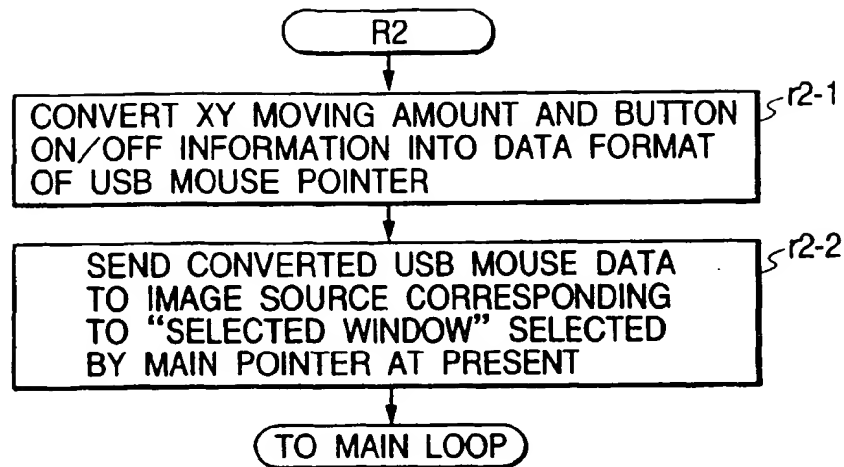 R2
r2-1
CONVERT XY MOVING AMOUNT AND BUTTON
ON/OFF INFORMATION INTO DATA FORMAT
OF USB MOUSE POINTER
r2-2
SEND CONVERTED USB MOUSE DATA
TO IMAGE SOURCE CORRESPONDING
TO “SELECTED WINDOW” SELECTED
BY MAIN POINTER AT PRESENT
TO MAIN LOOP